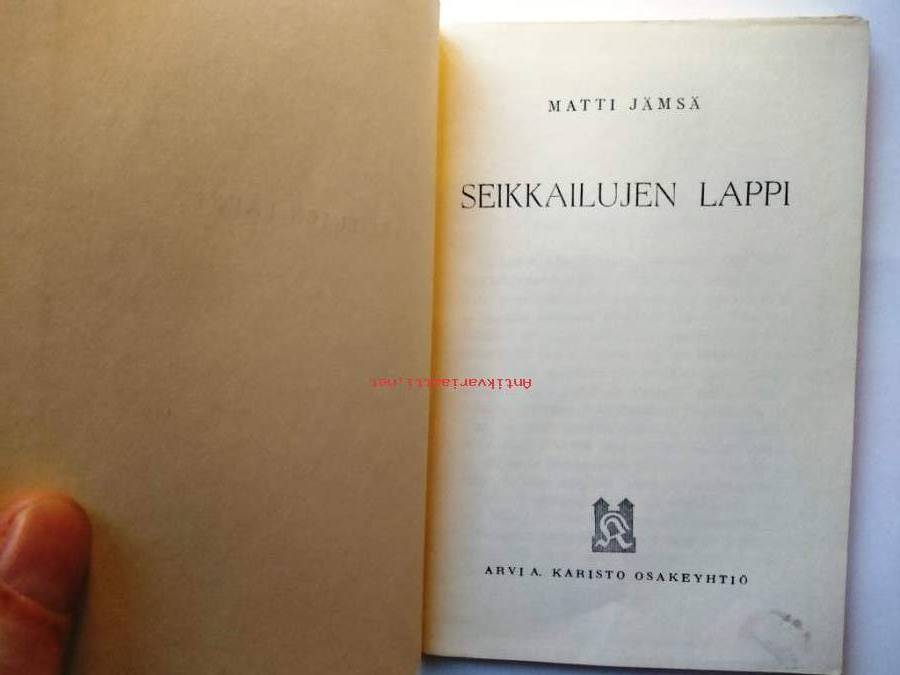 MATTI JÄMSÄ
SEIKKAILUJEN LAPPI
Antikvariaatti.net
ARVI A. KARISTO OSAKEYHTIÖ